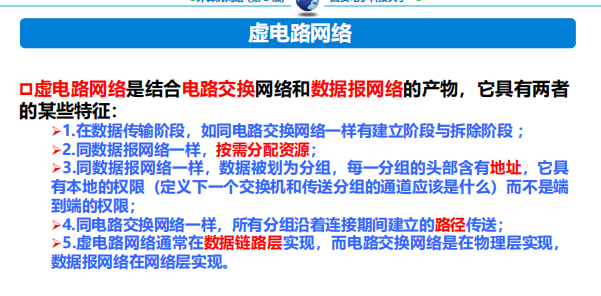 虚电路网络
虚电路网络是结合电路交换网络和数据报网络的产物，它具有两者
的某些特征：
➢1.在数据传输阶段，如同电路交换网络一样有建立阶段与拆除阶段；
➢2.同数据报网络一样，按需分配资源；
➢3.同数据报网络一样，数据被划为分组，每一分组的头部含有地址，它具
有本地的权限（定义下一个交换机和传送分组的通道应该是什么）而不是端
到端的权限；
➢4.同电路交换网络一样，所有分组沿着连接期间建立的路径传送；
➢5.虚电路网络通常在数据链路层实现，而电路交换网络是在物理层实现，
数据报网络在网络层实现。